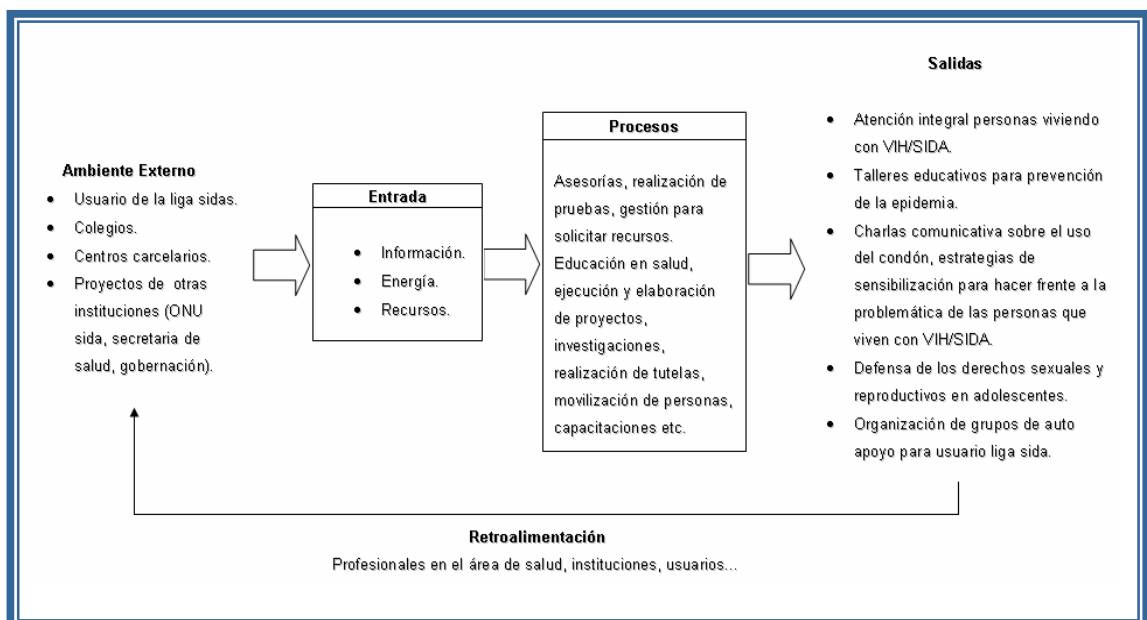 Ambiente Externo
• Usuario de la liga sidas.
• Colegios.
• Centros carcelarios.
• Proyectos de otras
instituciones (ONU
sida, secretaria de
salud, gobernación).
Entrada
• Información.
• Energía.
• Recursos.
Procesos
Asesorías, realización de
pruebas, gestión para
solicitar recursos.
Educación en salud,
ejecución y elaboración
de proyectos,
investigaciones,
realización de tutelas,
movilización de personas,
capacitaciones etc.
Salidas
• Atención integral personas viviendo
con VIH/SIDA.
• Talleres educativos para prevención
de la epidemia.
• Charlas comunicativa sobre el uso
del condón, estrategias de
sensibilización para hacer frente a la
problemática de las personas que
viven con VIH/SIDA.
• Defensa de los derechos sexuales y
reproductivos en adolescentes.
• Organización de grupos de auto
apoyo para usuario liga sida.
Retroalimentación
Profesionales en el área de salud, instituciones, usuarios...